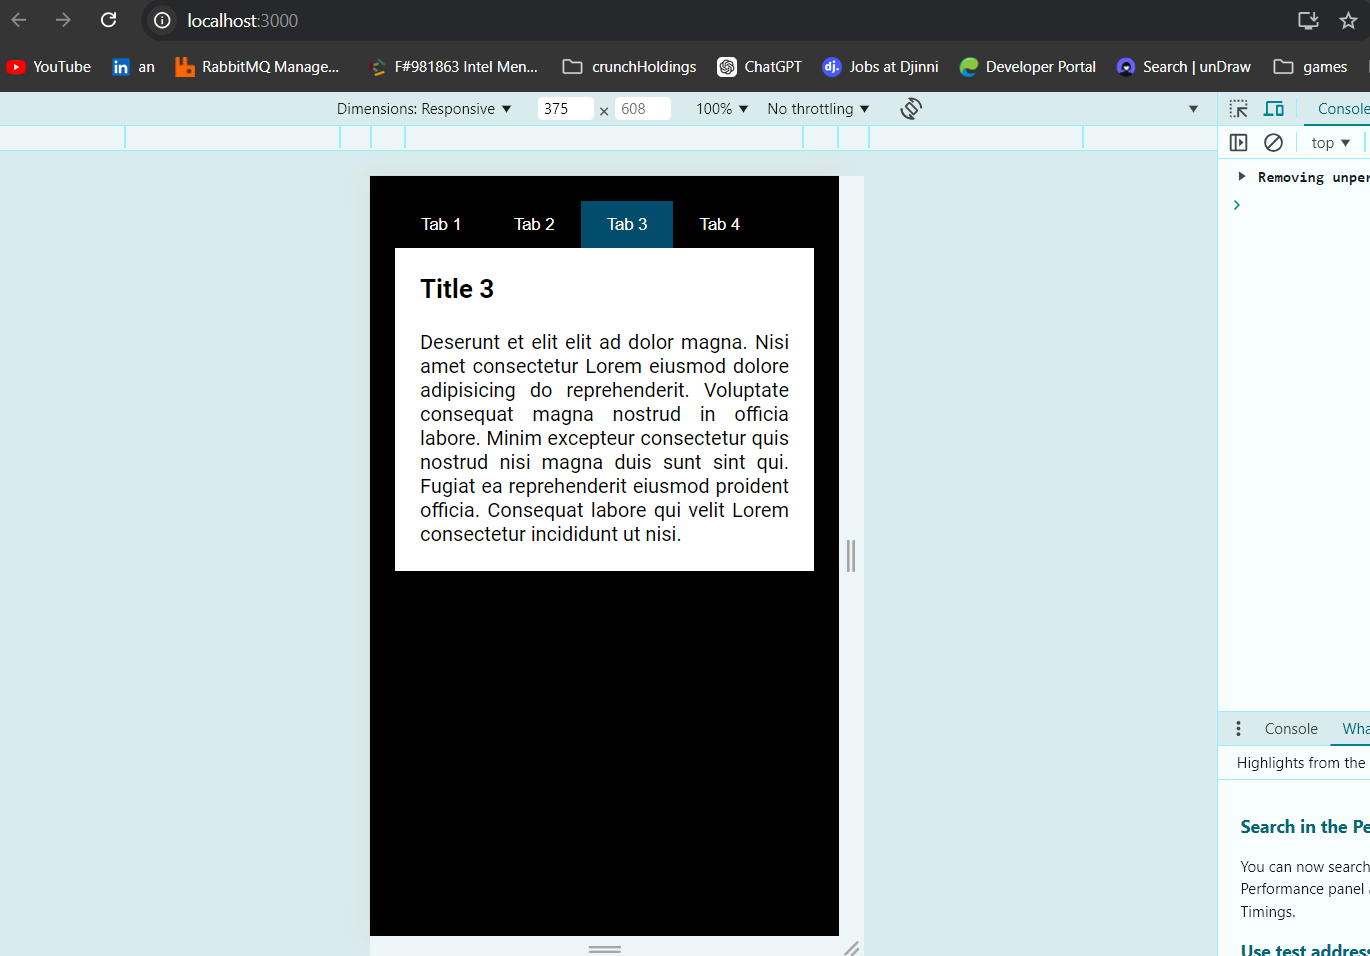 localhost:3000
YouTube an RabbitMQ Manage... F#981863 Intel Men... crunchHoldings ChatGPT dj. Jobs at Djinni Developer Portal Search | unDraw games
Dimensions: Responsive ▼ 375 × 608 100% ▼ No throttling ▼ ▼ Console
top ▼
Removing unper
Tab 1 Tab 2 Tab 3 Tab 4
Title 3
Deserunt et elit elit ad dolor magna. Nisi
amet consectetur Lorem eiusmod dolore
adipisicing do reprehenderit. Voluptate
consequat magna nostrud in officia
labore. Minim excepteur consectetur quis
nostrud nisi magna duis sunt sint qui.
Fugiat ea reprehenderit eiusmod proident
officia. Consequat labore qui velit Lorem
consectetur incididunt ut nisi.
Console Wha
Highlights from the
Search in the Pe
You can now search
Performance panel
Timings.
Use test address